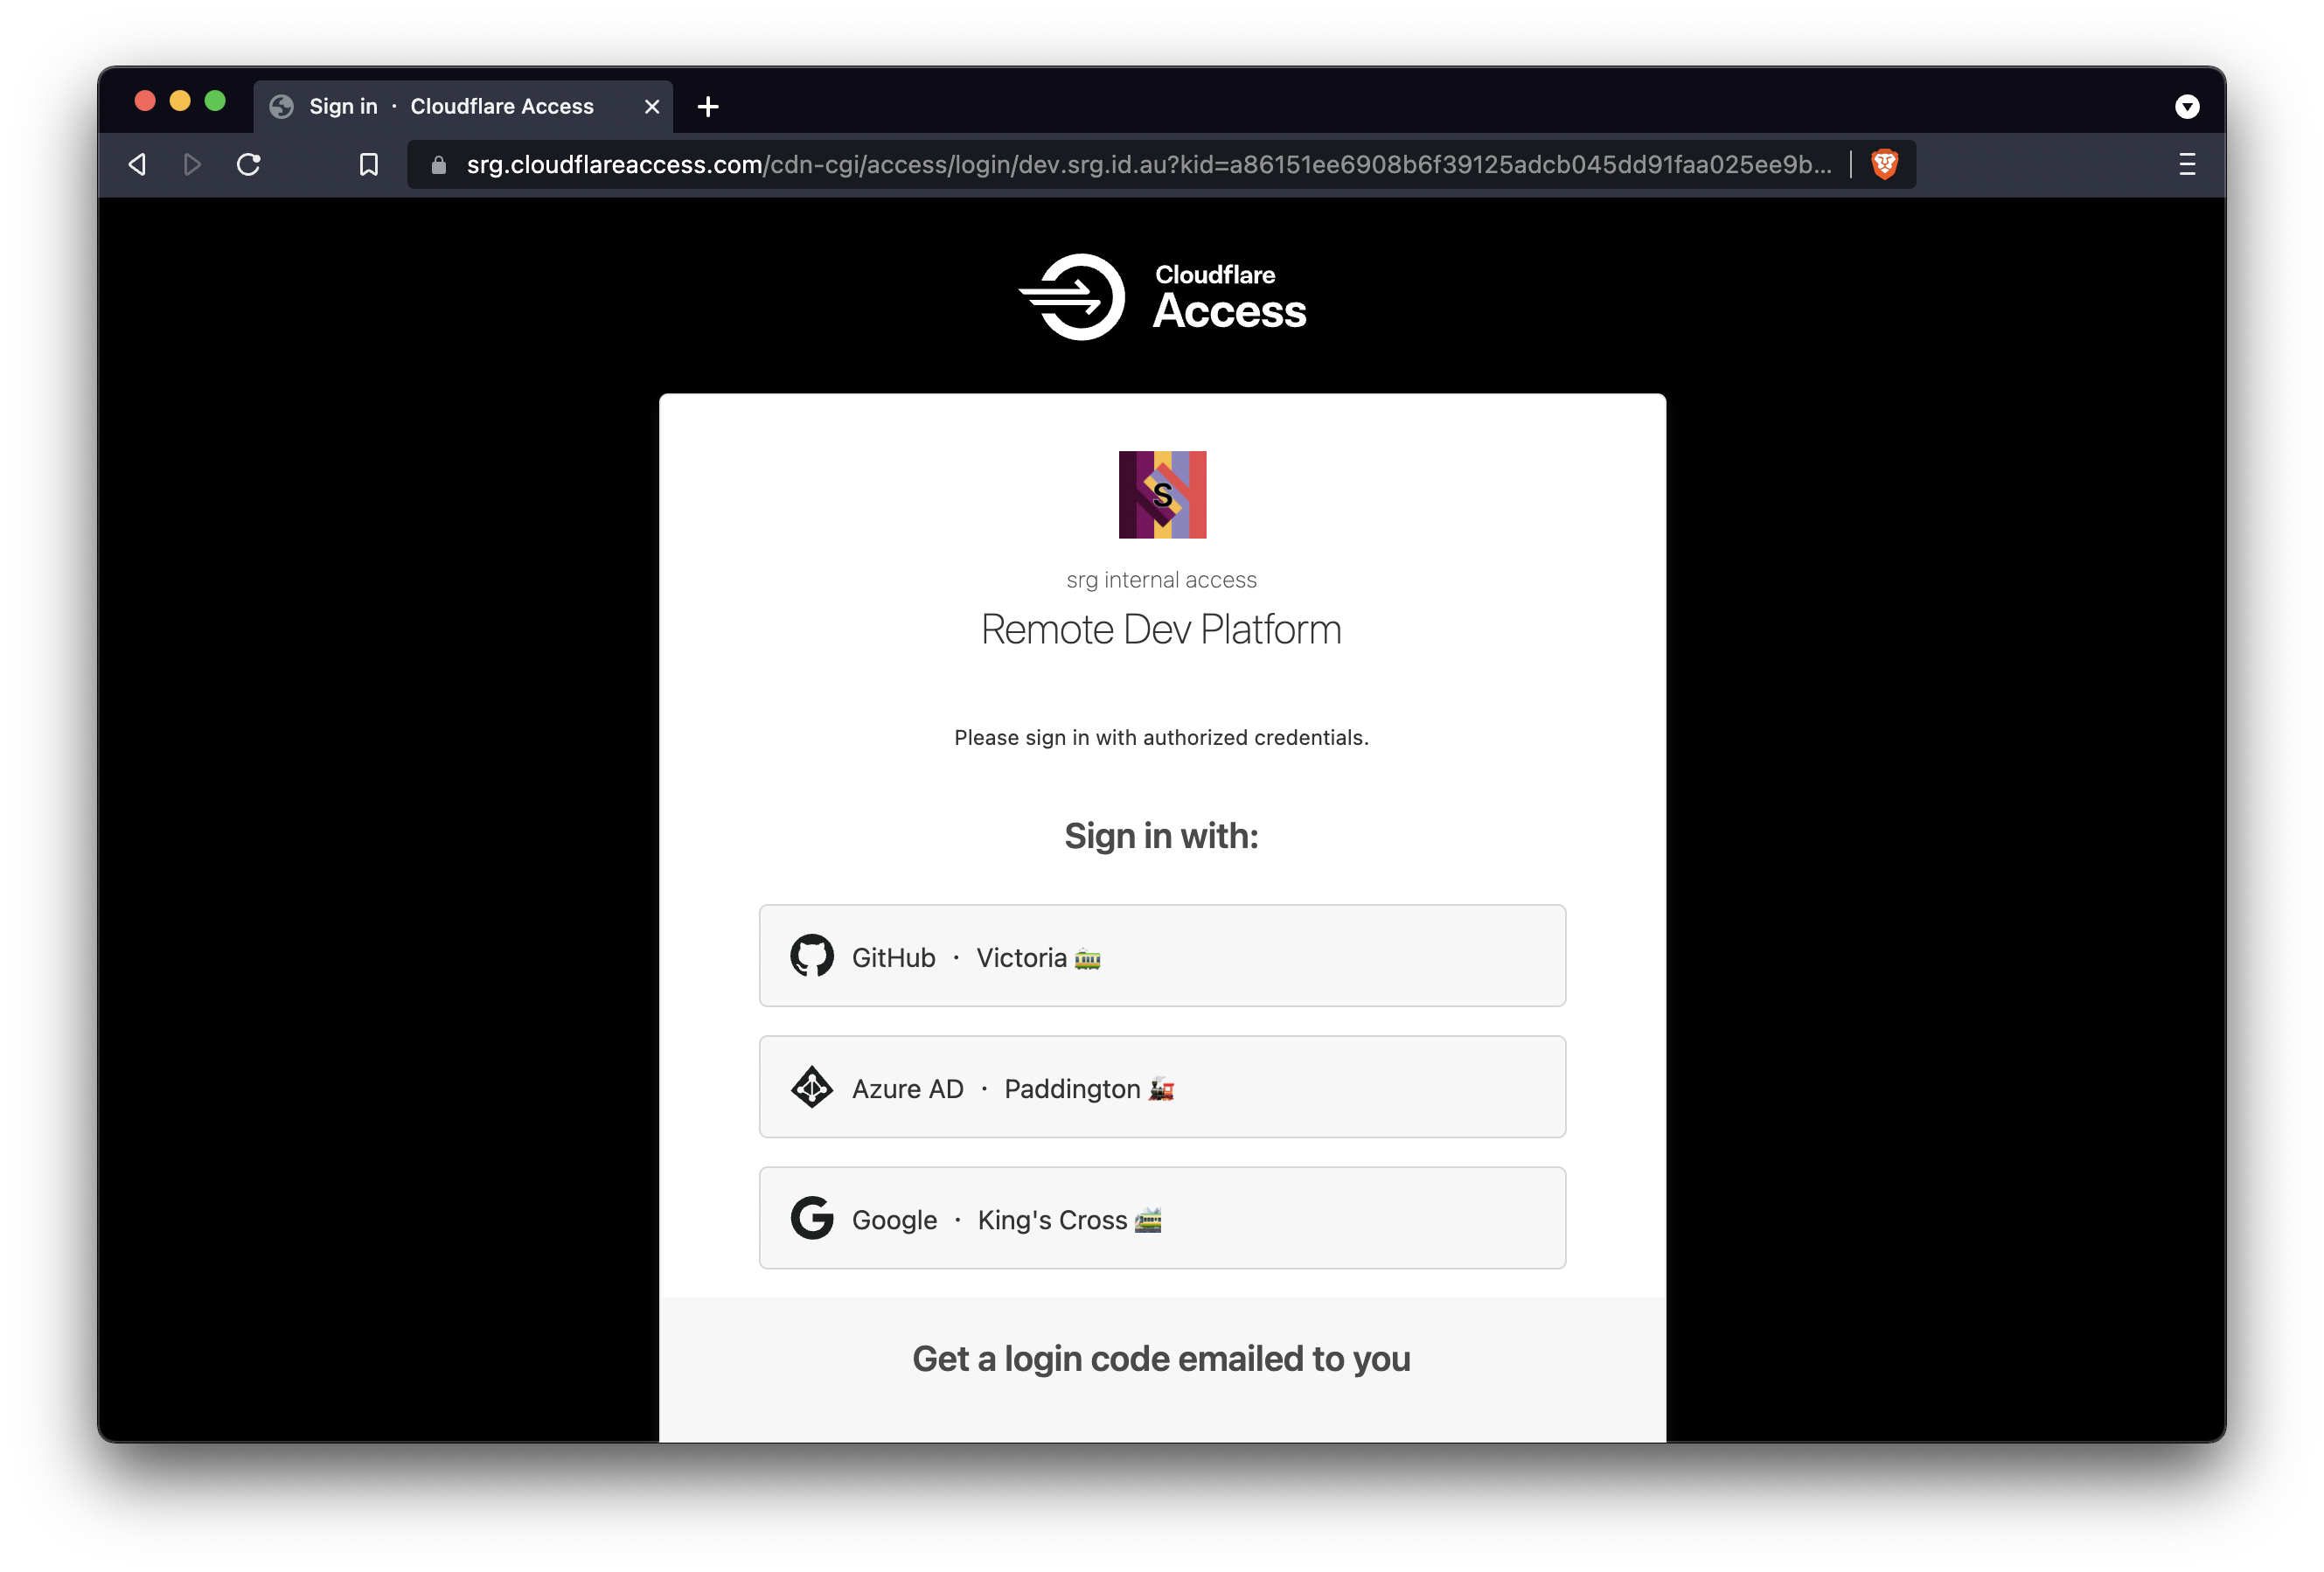 Sign in · Cloudflare Access
srg.cloudflareaccess.com/cdn-cgi/access/login/dev.srg.id.au?kid=a86151ee6908b6f39125adcb045dd91faa025ee9b...
Cloudflare
Access
S
srg internal access
Remote Dev Platform
Please sign in with authorized credentials.
Sign in with:
GitHub · Victoria 🚋
Azure AD · Paddington 🚂
Google · King's Cross 🚞
Get a login code emailed to you